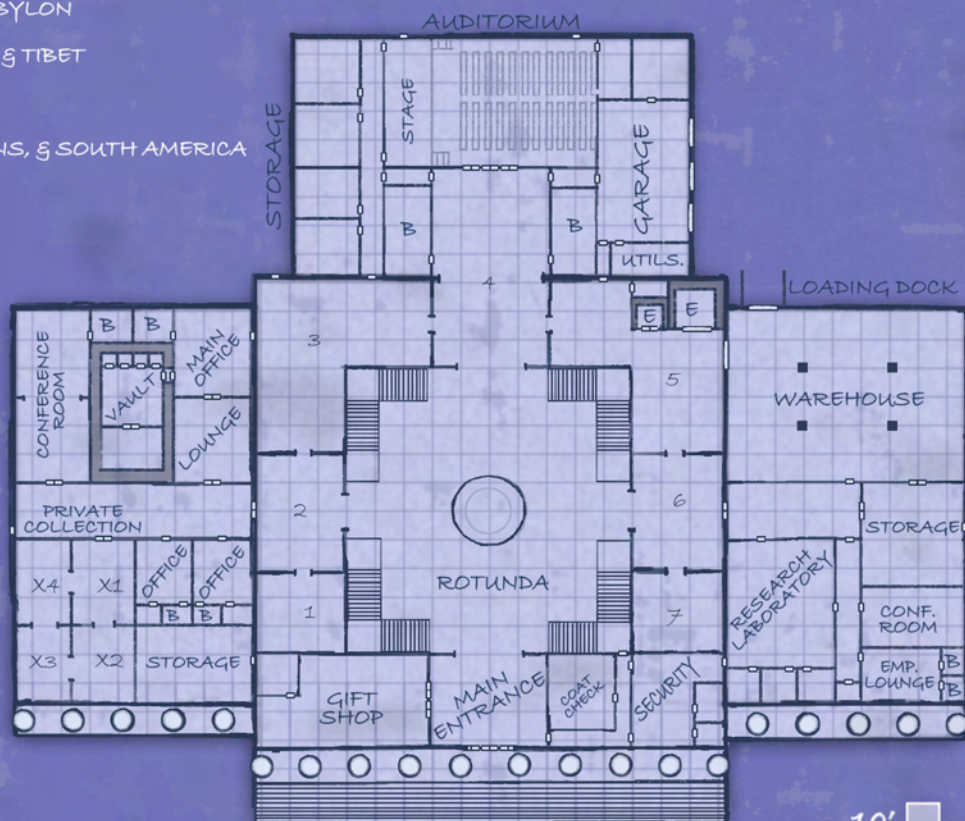 BYLON
& TIBET
NS, & SOUTH AMERICA
AUDITORIUM
STORAGE
STAGE
GARAGE
B
B
UTILS.
4
LOADING DOCK
E
E
3
5
B
B
MAIN
OFFICE
CONFERENCE
ROOM
VAULT
LOUNGE
WAREHOUSE
PRIVATE
COLLECTION
2
6
STORAGE
ROTUNDA
X4
X1
OFFICE
OFFICE
B
B
1
7
RESEARCH
LABORATORY
CONF.
ROOM
X3
X2
STORAGE
EMP.
LOUNGE
B
B
GIFT
SHOP
MAIN
ENTRANCE
COAT
CHECK
SECURITY
10'